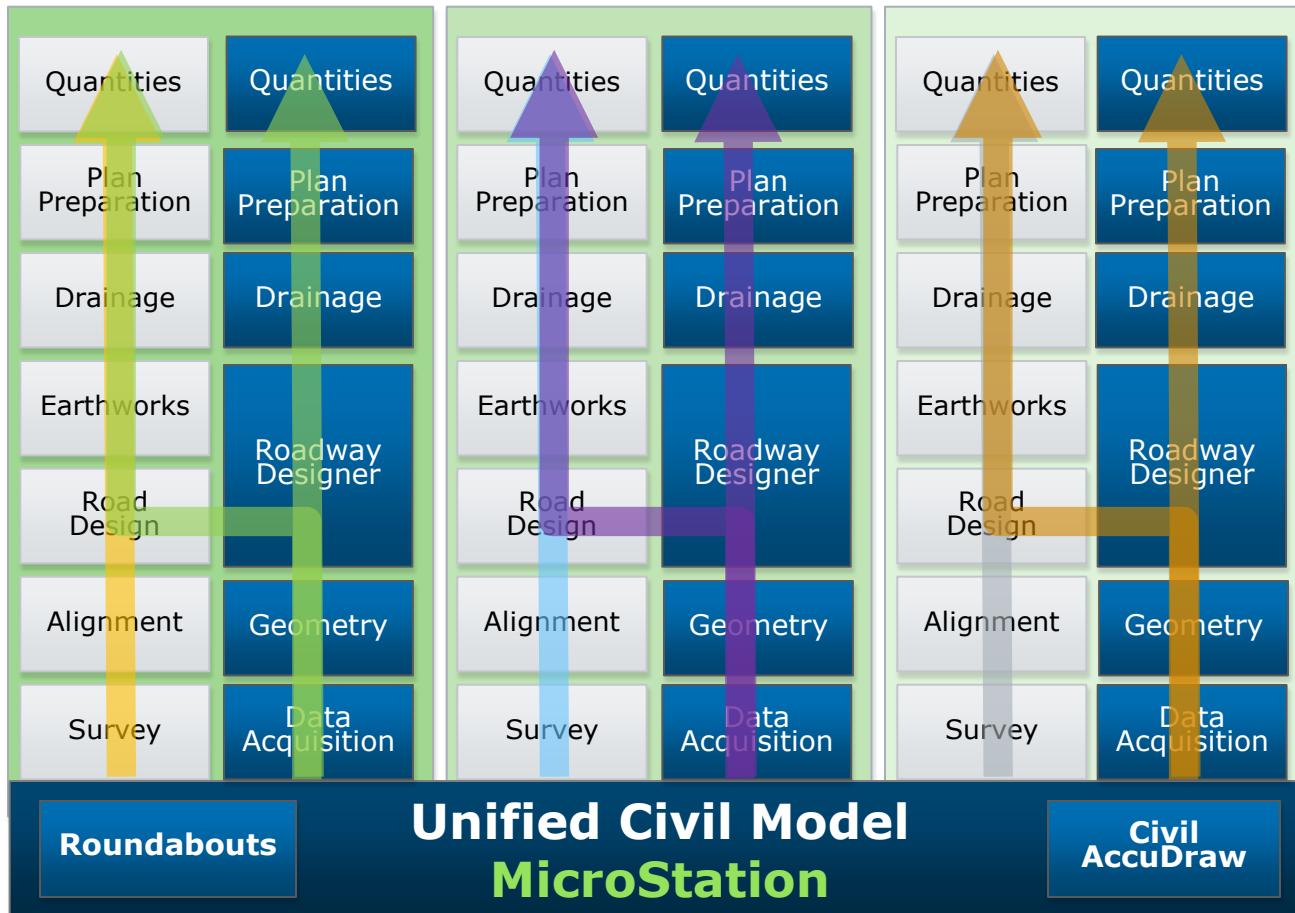 Quantities
Quantities
Plan
Preparation
Plan
Preparation
Drainage
Drainage
Earthworks
Roadway
Designer
Road
Design
Alignment
Geometry
Survey
Data
Acquisition
Quantities
Quantities
Plan
Preparation
Plan
Preparation
Drainage
Drainage
Earthworks
Roadway
Designer
Road
Design
Alignment
Geometry
Survey
Data
Acquisition
Quantities
Quantities
Plan
Preparation
Plan
Preparation
Drainage
Drainage
Earthworks
Roadway
Designer
Road
Design
Alignment
Geometry
Survey
Data
Acquisition
Roundabouts
Unified Civil Model
MicroStation
Civil
AccuDraw